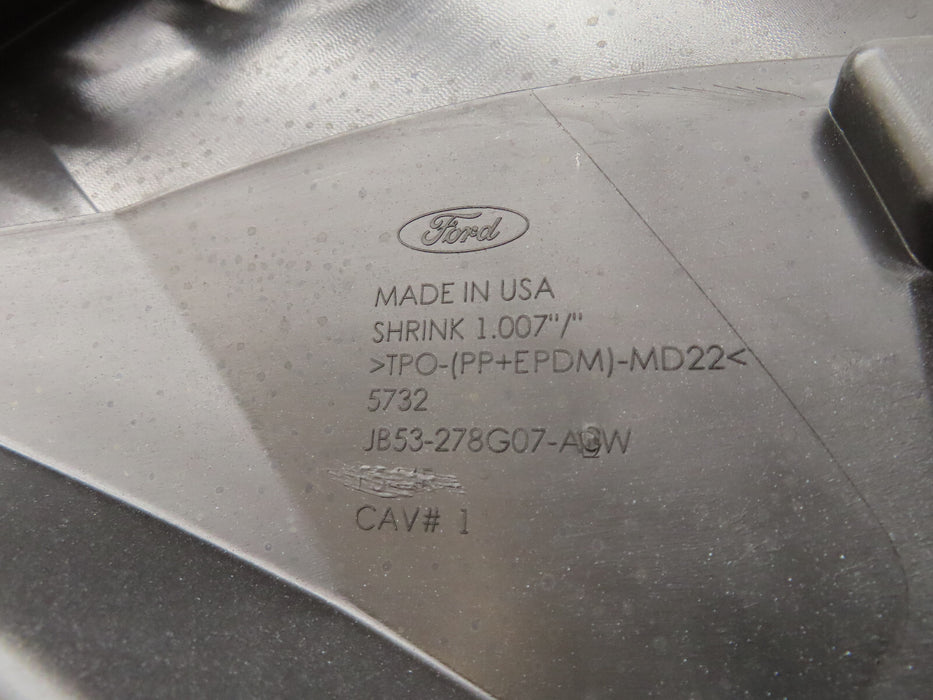 Ford
MADE IN USA
SHRINK 1.007"/"
>TPO-(PP+EPDM)-MD22<
5732
CAV# 1